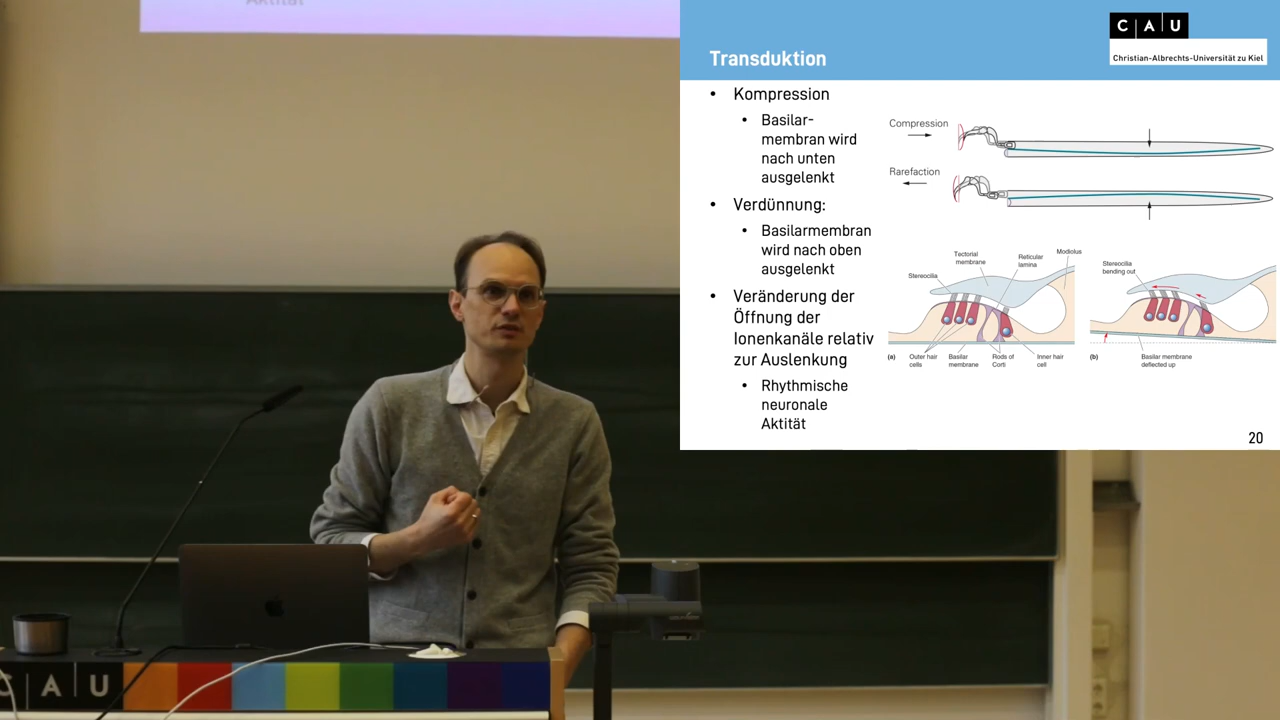 Aktität
CAU
Christian-Albrechts-Universität zu Kiel
Transduktion
• Kompression
• Basilar-
membran wird
nach unten
ausgelenkt
• Verdünnung:
• Basilarmembran
wird nach oben
ausgelenkt
• Veränderung der
Öffnung der
Ionenkanäle relativ
zur Auslenkung
• Rhythmische
neuronale
Aktität
Compression
Rarefaction
Modiolus
Tectorial
membrane
Reticular
lamina
Stereocilia
Stereocilia
bending out
(a)
Outer hair
cells
Basilar
membrane
Rods of
Corti
Inner hair
cell
(b)
Basilar membrane
deflected up
20
CAU